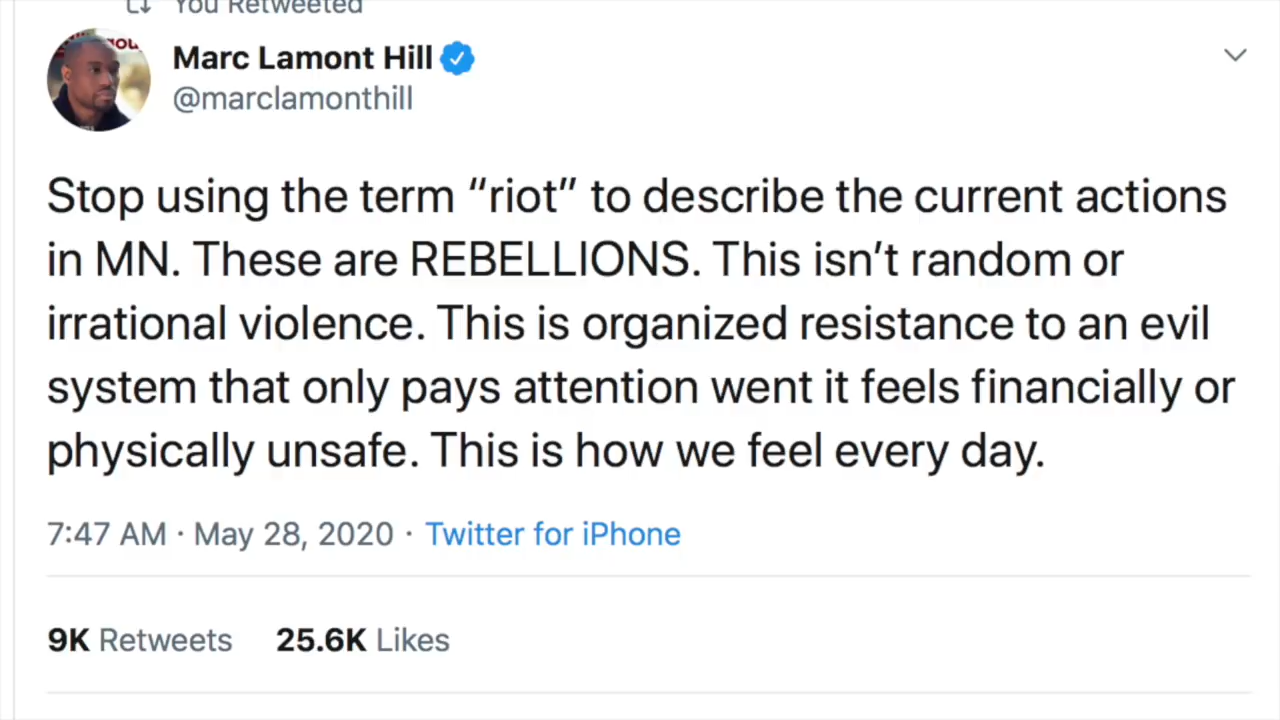 You Retweeted
Marc Lamont Hill
@marclamonthill
Stop using the term “riot” to describe the current actions
in MN. These are REBELLIONS. This isn’t random or
irrational violence. This is organized resistance to an evil
system that only pays attention went it feels financially or
physically unsafe. This is how we feel every day.
7:47 AM · May 28, 2020 · Twitter for iPhone
9K Retweets 25.6K Likes